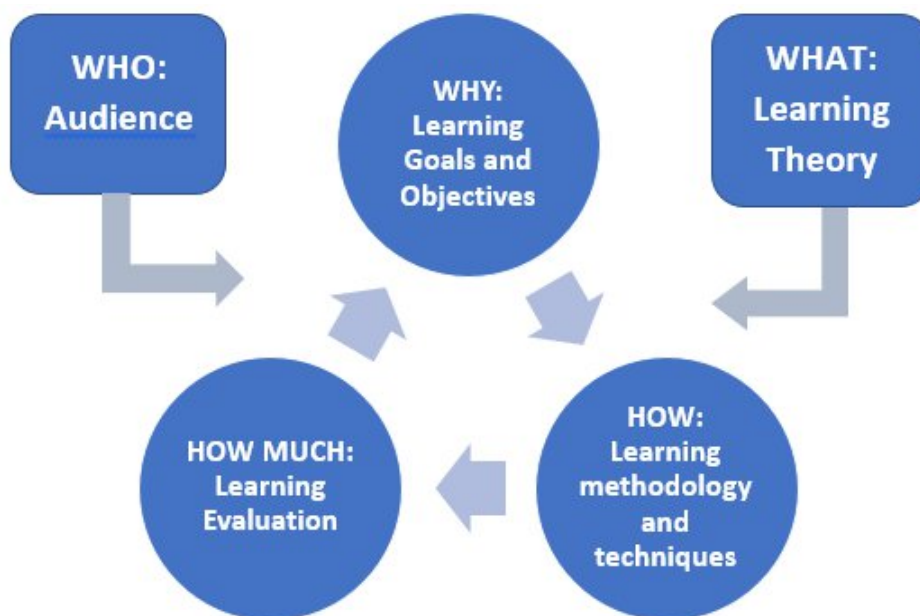 WHO:
Audience
WHY:
Learning
Goals and
Objectives
WHAT:
Learning
Theory
HOW MUCH:
Learning
Evaluation
HOW:
Learning
methodology
and
techniques